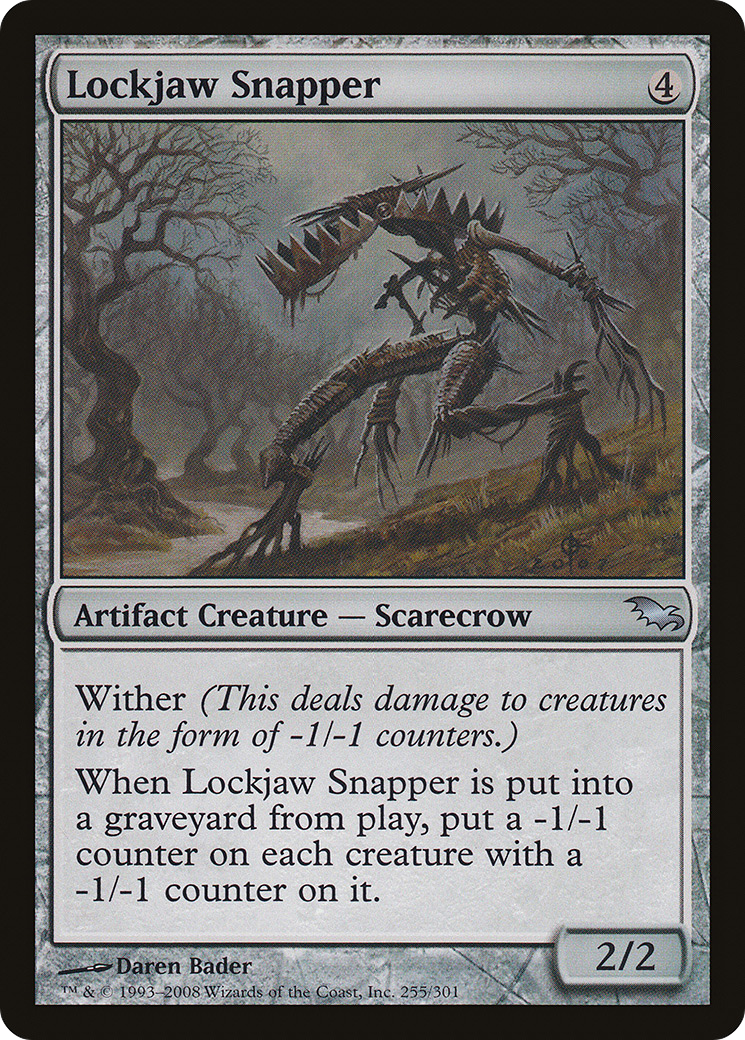 Lockjaw Snapper
4
2007
Artifact Creature — Scarecrow
Wither (This deals damage to creatures
in the form of -1/-1 counters.)
When Lockjaw Snapper is put into
a graveyard from play, put a -1/-1
counter on each creature with a
-1/-1 counter on it.
2/2
Daren Bader
™ & © 1993–2008 Wizards of the Coast, Inc. 255/301